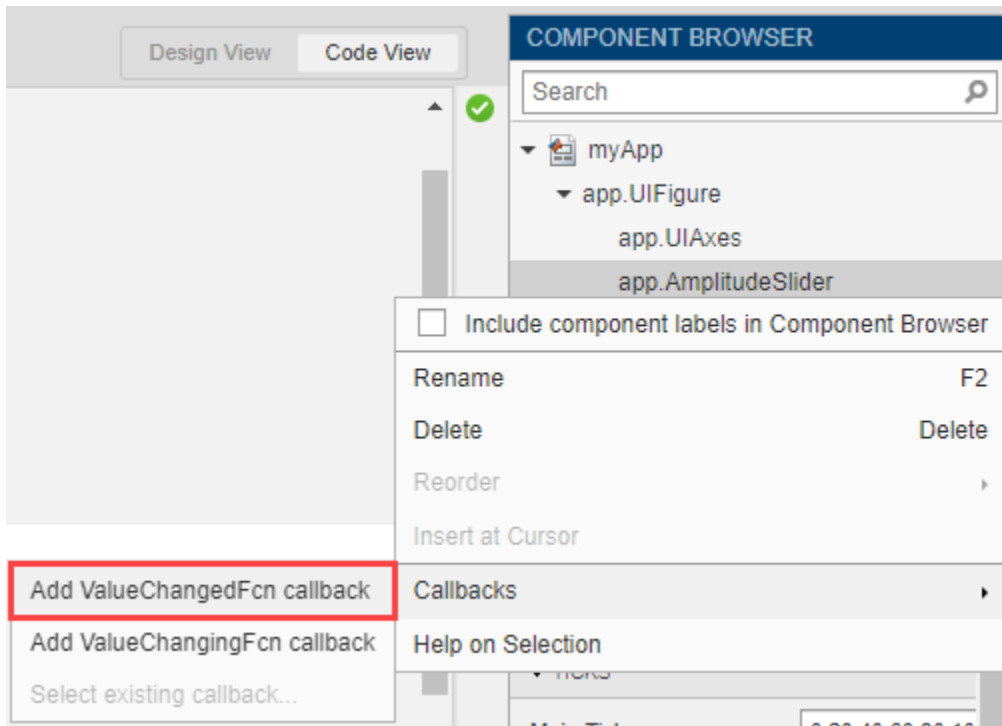 Design View Code View
COMPONENT BROWSER
Search
myApp
app.UIFigure
app.UIAxes
app.AmplitudeSlider
Include component labels in Component Browser
Rename F2
Delete Delete
Reorder
Insert at Cursor
Callbacks
Help on Selection
Add ValueChangedFcn callback
Add ValueChangingFcn callback
Select existing callback...